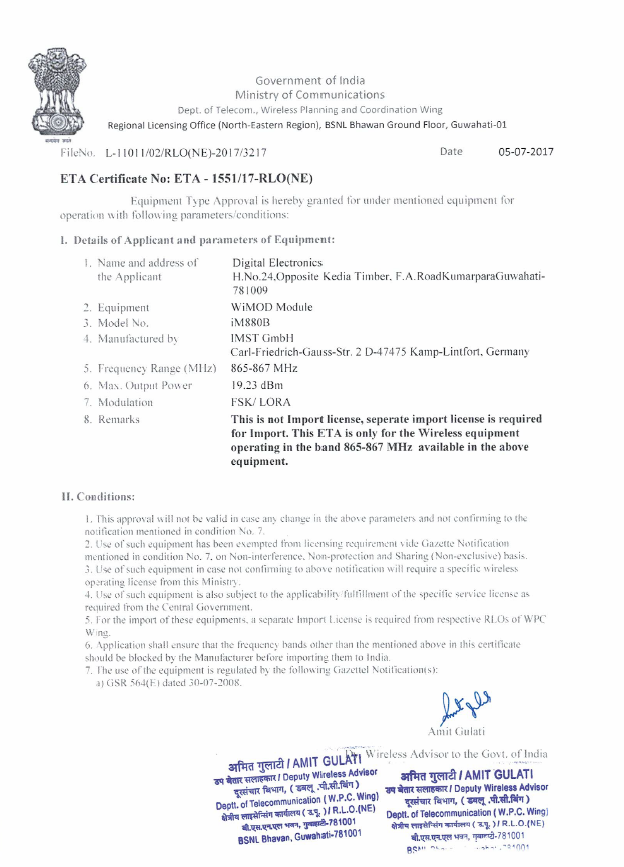 सत्यमेव जयते
Government of India
Ministry of Communications
Dept. of Telecom., Wireless Planning and Coordination Wing
Regional Licensing Office (North-Eastern Region), BSNL Bhawan Ground Floor, Guwahati-01
FileNo. L-11011/02/RLO(NE)-2017/3217 Date 05-07-2017
ETA Certificate No: ETA - 1551/17-RLO(NE)
Equipment Type Approval is hereby granted for under mentioned equipment for
operation with following parameters/conditions:
I. Details of Applicant and parameters of Equipment:
1. Name and address of Digital Electronics
the Applicant H.No.24,Opposite Kedia Timber, F.A.RoadKumarparaGuwahati-
781009
2. Equipment WiMOD Module
3. Model No. iM880B
4. Manufactured by IMST GmbH
Carl-Friedrich-Gauss-Str. 2 D-47475 Kamp-Lintfort, Germany
5. Frequency Range (MHz) 865-867 MHz
6. Max. Output Power 19.23 dBm
7. Modulation FSK/ LORA
8. Remarks This is not Import license, seperate import license is required
for Import. This ETA is only for the Wireless equipment
operating in the band 865-867 MHz available in the above
equipment.
II. Conditions:
1. This approval will not be valid in case any change in the above parameters and not confirming to the
notification mentioned in condition No. 7.
2. Use of such equipment has been exempted from licensing requirement vide Gazette Notification
mentioned in condition No. 7, on Non-interference, Non-protection and Sharing (Non-exclusive) basis.
3. Use of such equipment in case not confirming to above notification will require a specific wireless
operating license from this Ministry.
4. Use of such equipment is also subject to the applicability/fulfillment of the specific service license as
required from the Central Government.
5. For the import of these equipments, a separate Import License is required from respective RLOs of WPC
Wing.
6. Application shall ensure that the frequency bands other than the mentioned above in this certificate
should be blocked by the Manufacturer before importing them to India.
7. The use of the equipment is regulated by the following Gazettel Notification(s):
a) GSR 564(E) dated 30-07-2008.
Amit Gulati
Wireless Advisor to the Govt. of India
अमित गुलाटी / AMIT GULATI
उप बेतार सलाहकार / Deputy Wireless Advisor
दूरसंचार विभाग, ( डबलू .पी.सी.विंग )
Deptt. of Telecommunication ( W.P.C. Wing)
क्षेत्रीय लाइसेन्सिंग कार्यालय ( उ.पू. ) / R.L.O.(NE)
बी.एस.एन.एल भवन, गुवाहाटी-781001
BSNL Bhavan, Guwahati-781001
अमित गुलाटी / AMIT GULATI
उप बेतार सलाहकार / Deputy Wireless Advisor
दूरसंचार विभाग, ( डबलू .पी.सी.विंग )
Deptt. of Telecommunication ( W.P.C. Wing)
क्षेत्रीय लाइसेन्सिंग कार्यालय ( उ.पू. ) / R.L.O.(NE)
बी.एस.एन.एल भवन, गुवाहाटी-781001